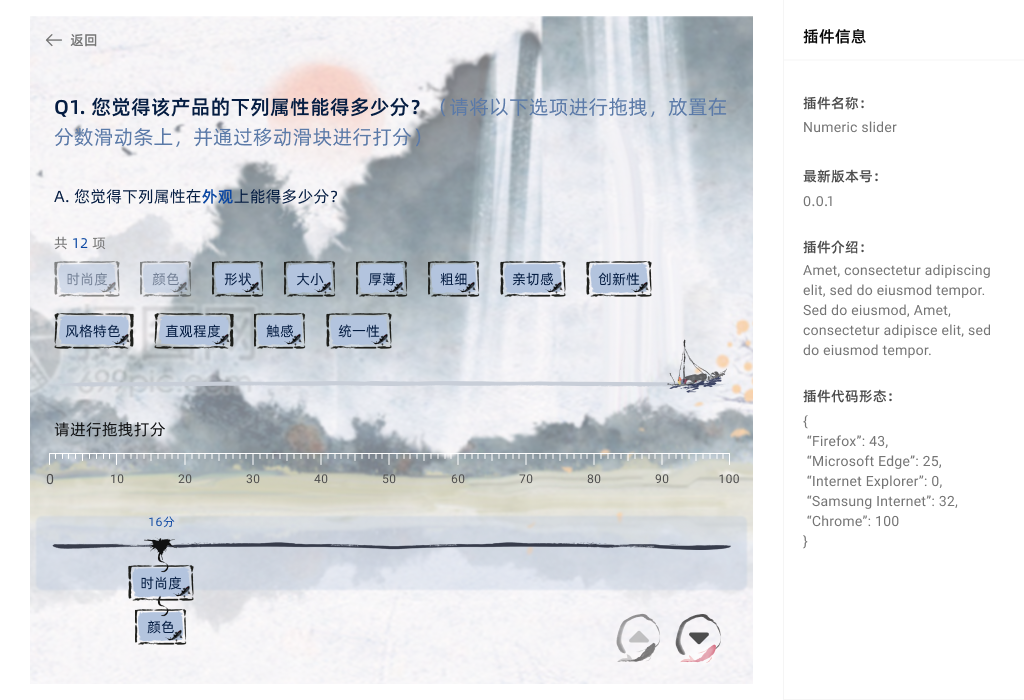 返回
Q1. 您觉得该产品的下列属性能得多少分？（请将以下选项进行拖拽，放置在
分数滑动条上，并通过移动滑块进行打分）
A. 您觉得下列属性在外观上能得多少分？
共 12 项
时尚度 颜色 形状 大小 厚薄 粗细 亲切感 创新性
风格特色 直观程度 触感 统一性
699pic.com
请进行拖拽打分
0 10 20 30 40 50 60 70 80 90 100
16分
时尚度
颜色
插件信息
插件名称：
Numeric slider
最新版本号：
0.0.1
插件介绍：
Amet, consectetur adipiscing
elit, sed do eiusmod tempor.
Sed do eiusmod, Amet,
consectetur adipisce elit, sed
do eiusmod tempor.
插件代码形态：
{
“Firefox”: 43,
“Microsoft Edge”: 25,
“Internet Explorer”: 0,
“Samsung Internet”: 32,
“Chrome”: 100
}